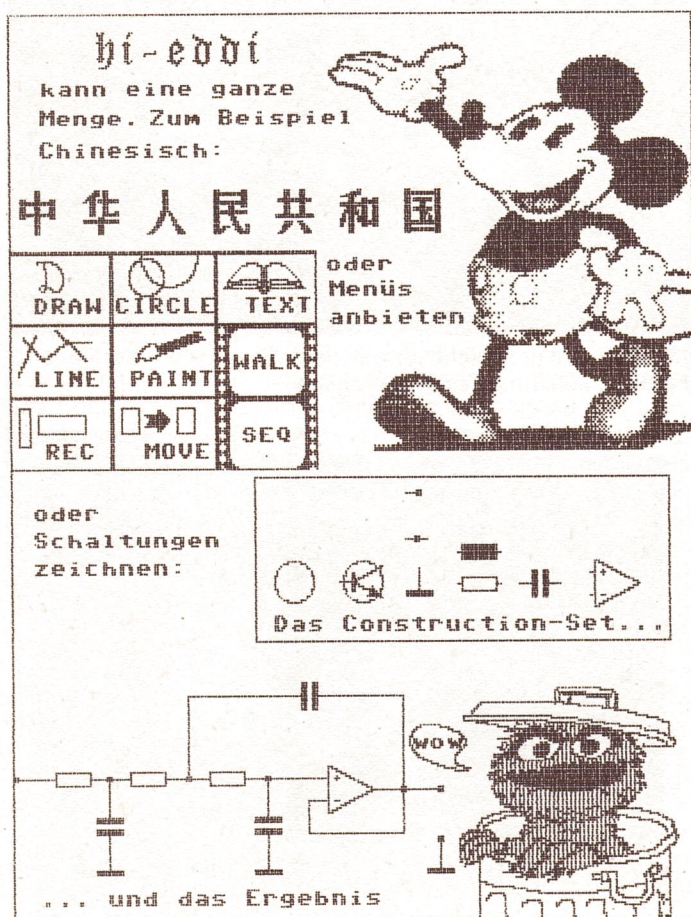 hi-eddi
kann eine ganze
Menge. Zum Beispiel
Chinesisch:
中华人民共和国
oder
Menüs
anbieten
DRAW CIRCLE TEXT
LINE PAINT WALK
REC MOVE SEQ
oder
Schaltungen
zeichnen:
Das Construction-Set...
wow
... und das Ergebnis